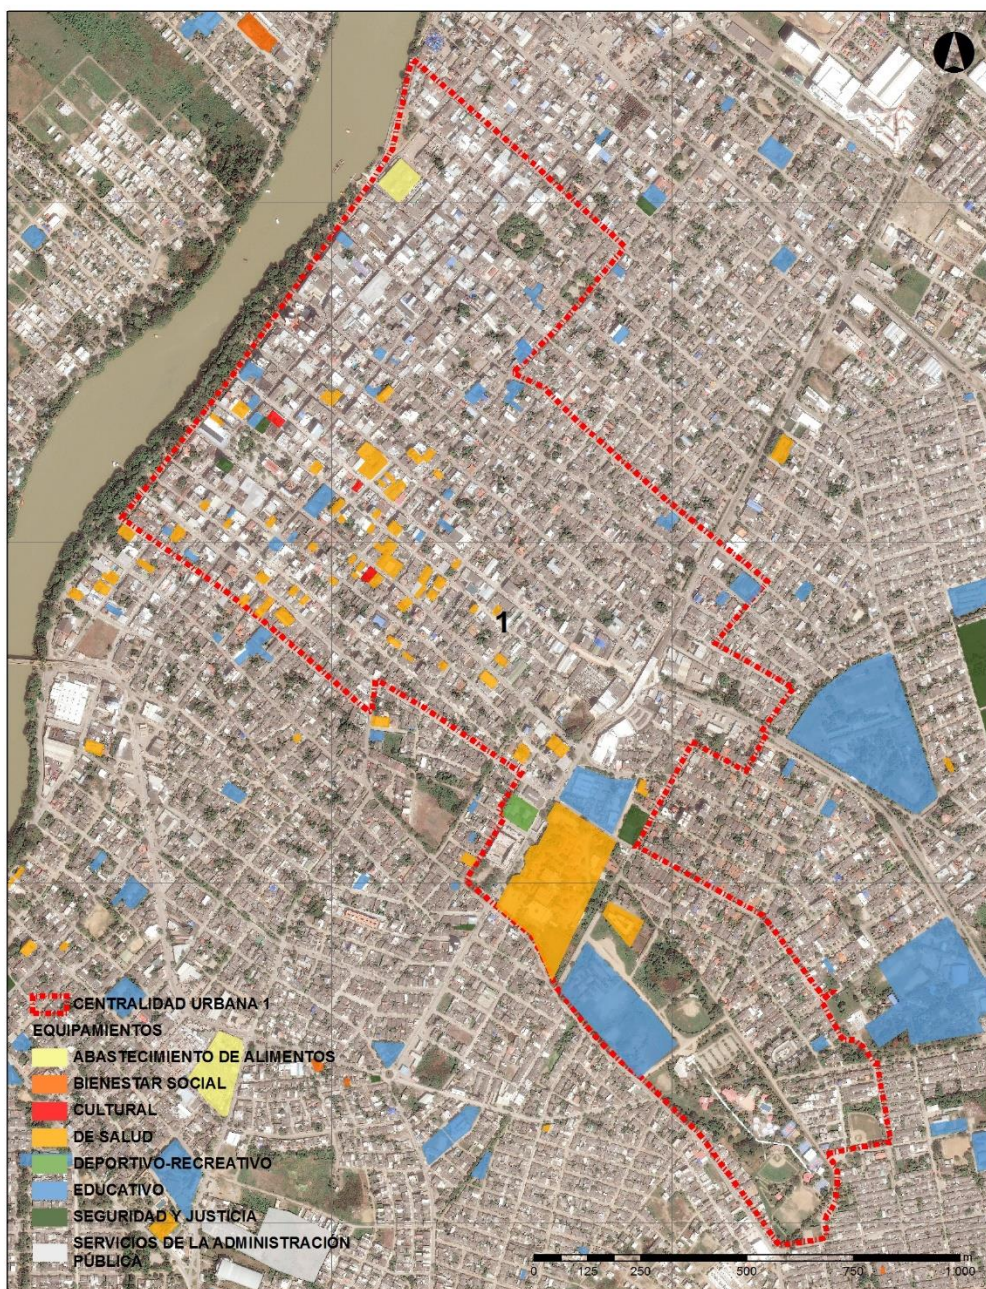 1
CENTRALIDAD URBANA 1
EQUIPAMIENTOS
ABASTECIMIENTO DE ALIMENTOS
BIENESTAR SOCIAL
CULTURAL
DE SALUD
DEPORTIVO-RECREATIVO
EDUCATIVO
SEGURIDAD Y JUSTICIA
SERVICIOS DE LA ADMINISTRACIÓN
PÚBLICA
m
0 125 250 500 750 1.000